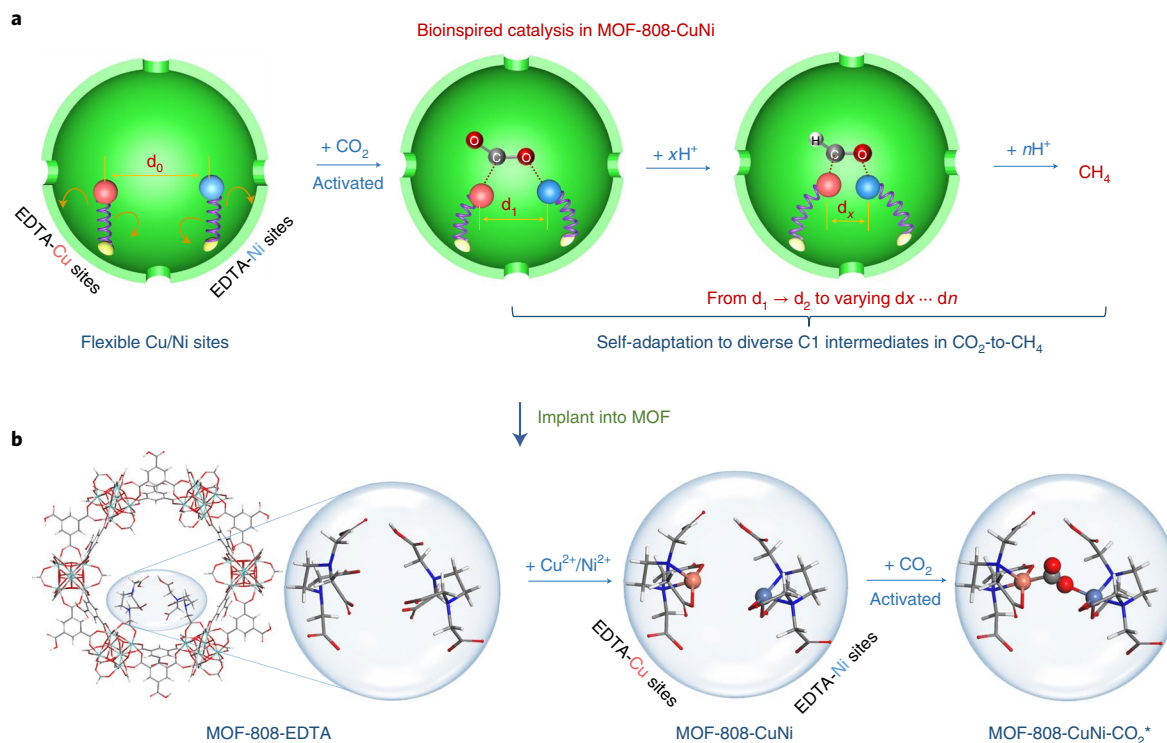 a
Bioinspired catalysis in MOF-808-CuNi
d₀
EDTA-Cu sites
EDTA-Ni sites
+ CO₂
Activated
O
C
O
d₁
+ xH⁺
H
C
O
dₓ
+ nH⁺
CH₄
From d₁ → d₂ to varying dx ··· dn
Flexible Cu/Ni sites
Self-adaptation to diverse C1 intermediates in CO₂-to-CH₄
Implant into MOF
b
+ Cu²⁺/Ni²⁺
EDTA-Cu sites
EDTA-Ni sites
+ CO₂
Activated
MOF-808-EDTA
MOF-808-CuNi
MOF-808-CuNi-CO₂*